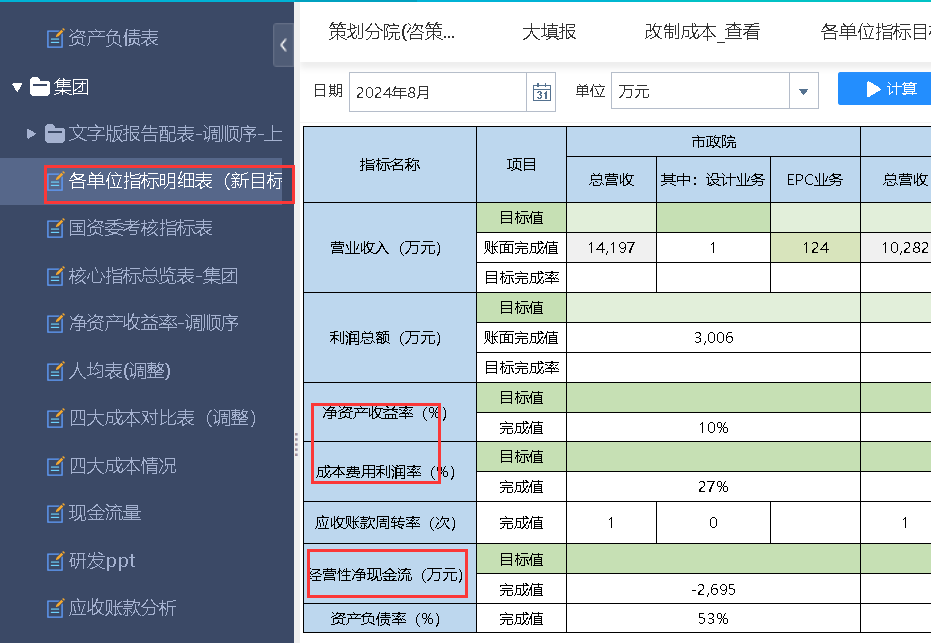 资产负债表
集团
文字版报告配表-调顺序-上
各单位指标明细表（新目标
国资委考核指标表
核心指标总览表-集团
净资产收益率-调顺序
人均表(调整)
四大成本对比表（调整）
四大成本情况
现金流量
研发ppt
应收账款分析
策划分院(咨策... 大填报 改制成本_查看 各单位指标目标
日期 2024年8月 31 单位 万元 计算
指标名称 项目 市政院
总营收 其中：设计业务 EPC业务 总营收
营业收入（万元） 目标值
账面完成值 14,197 1 124 10,282
目标完成率
利润总额（万元） 目标值
账面完成值 3,006
目标完成率
净资产收益率（%） 目标值
完成值 10%
成本费用利润率（%） 目标值
完成值 27%
应收账款周转率（次） 完成值 1 0 1
经营性净现金流（万元） 目标值
完成值 -2,695
资产负债率（%） 完成值 53%